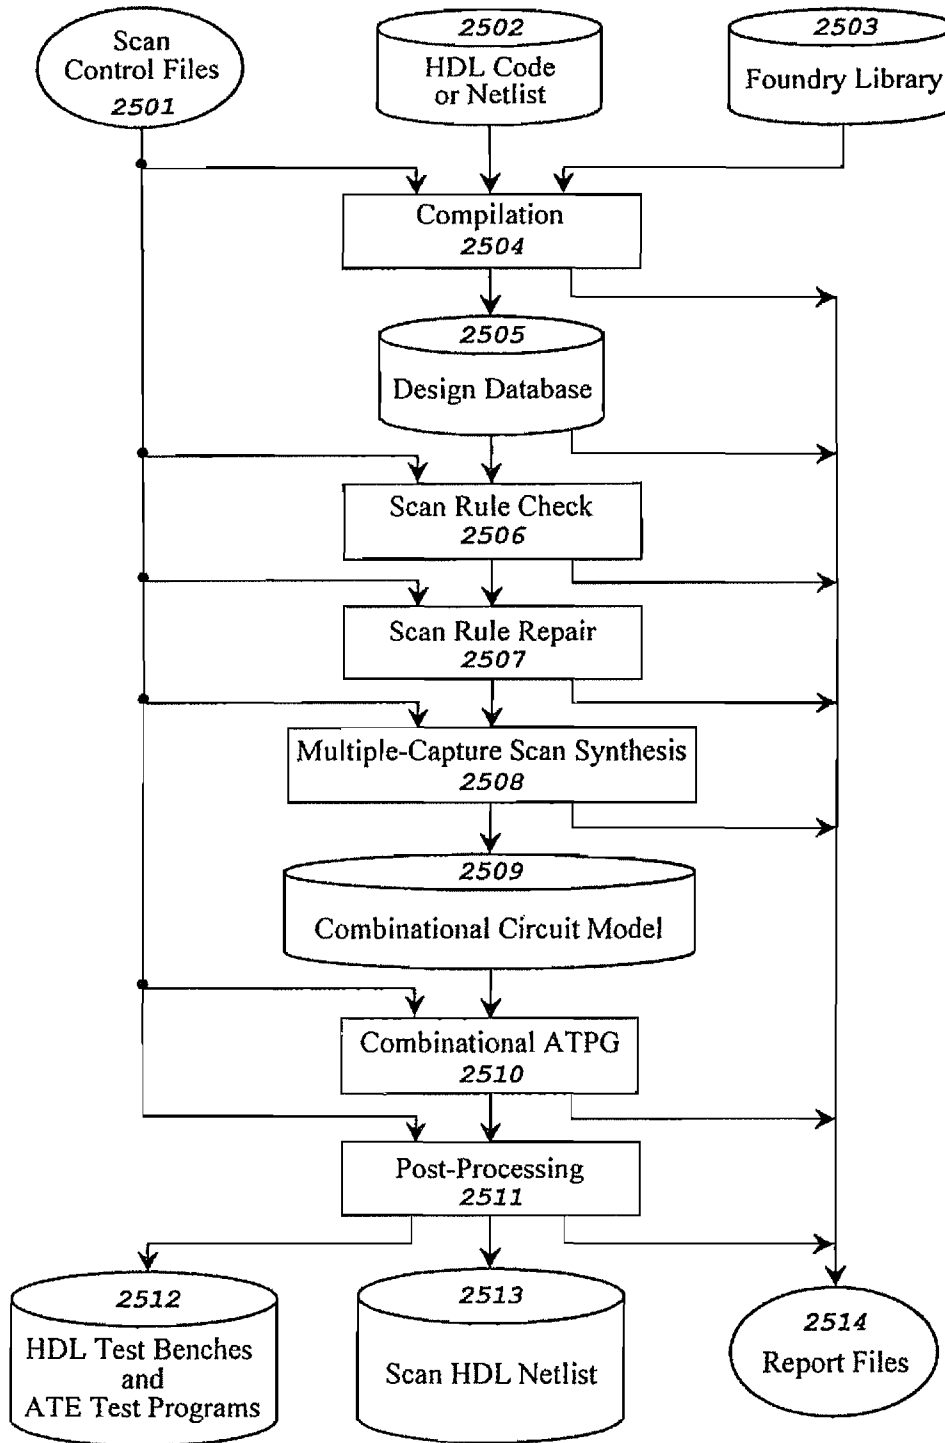 Scan
Control Files
2501
2502
HDL Code
or Netlist
2503
Foundry Library
Compilation
2504
2505
Design Database
Scan Rule Check
2506
Scan Rule Repair
2507
Multiple-Capture Scan Synthesis
2508
2509
Combinational Circuit Model
Combinational ATPG
2510
Post-Processing
2511
2512
HDL Test Benches
and
ATE Test Programs
2513
Scan HDL Netlist
2514
Report Files